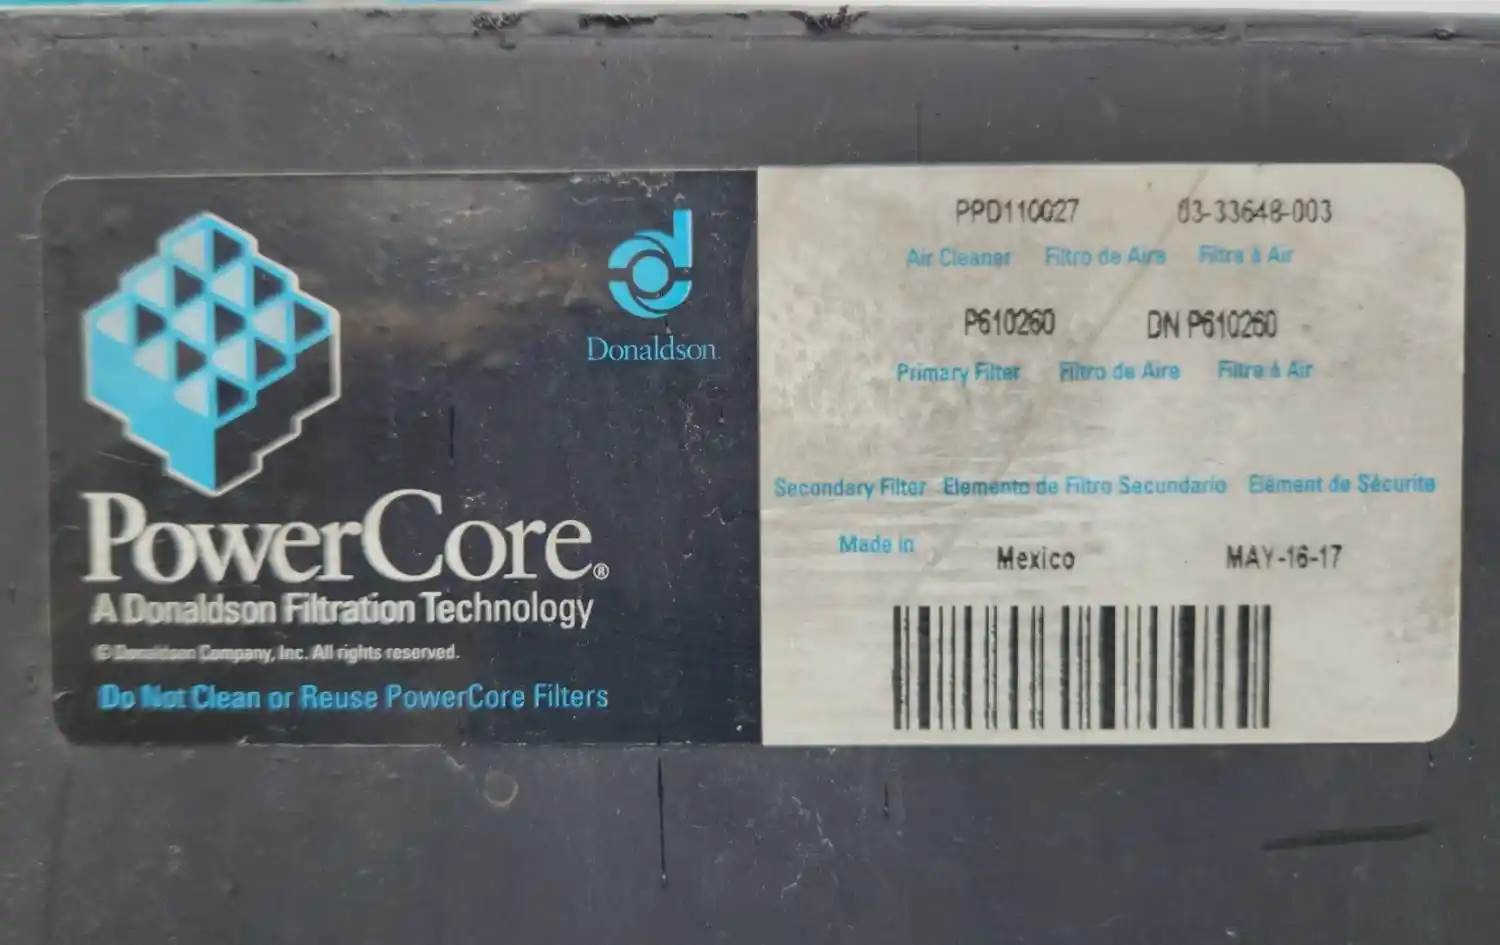 Donaldson.
PowerCore®
A Donaldson Filtration Technology
© Donaldson Company, Inc. All rights reserved.
Do Not Clean or Reuse PowerCore Filters
PPD110027 03-33648-003
Air Cleaner Filtro de Aire Filtre à Air
P610260 DN P610260
Primary Filter Filtro de Aire Filtre à Air
Secondary Filter Elemento de Filtro Secundario Element de Sécurite
Made in Mexico MAY-16-17